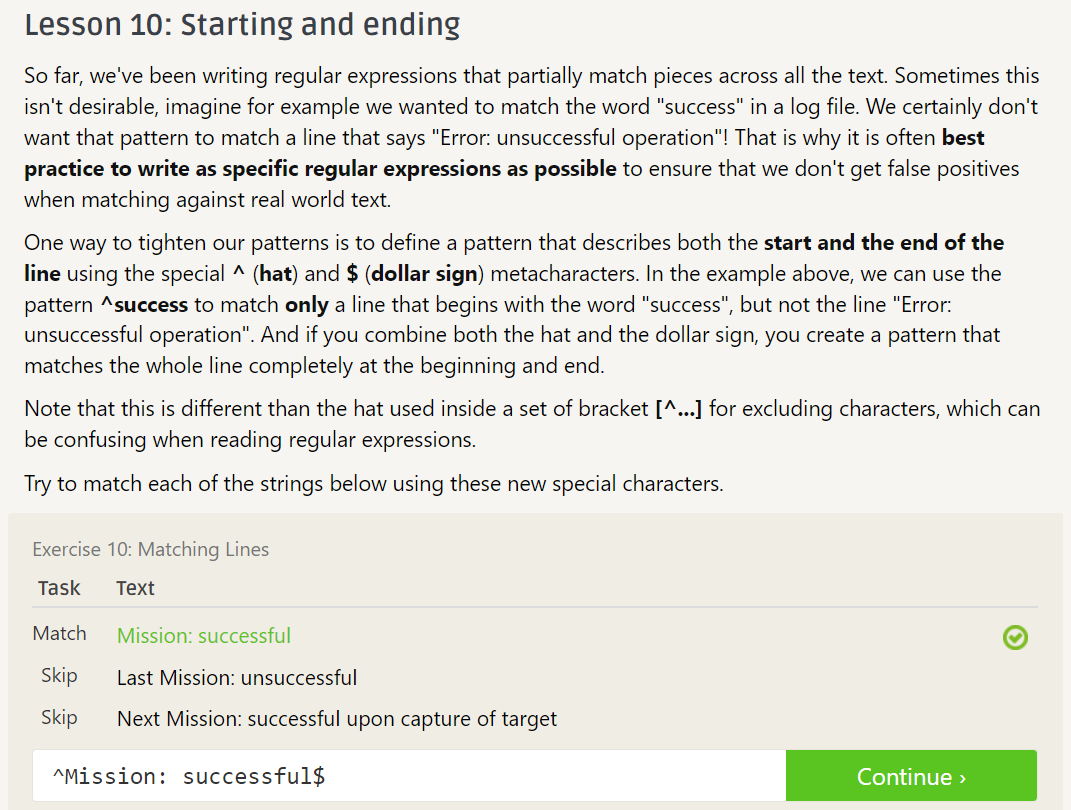 Lesson 10: Starting and ending
So far, we've been writing regular expressions that partially match pieces across all the text. Sometimes this
isn't desirable, imagine for example we wanted to match the word "success" in a log file. We certainly don't
want that pattern to match a line that says "Error: unsuccessful operation"! That is why it is often best
practice to write as specific regular expressions as possible to ensure that we don't get false positives
when matching against real world text.
One way to tighten our patterns is to define a pattern that describes both the start and the end of the
line using the special ^ (hat) and $ (dollar sign) metacharacters. In the example above, we can use the
pattern ^success to match only a line that begins with the word "success", but not the line "Error:
unsuccessful operation". And if you combine both the hat and the dollar sign, you create a pattern that
matches the whole line completely at the beginning and end.
Note that this is different than the hat used inside a set of bracket [^...] for excluding characters, which can
be confusing when reading regular expressions.
Try to match each of the strings below using these new special characters.
Exercise 10: Matching Lines
Task Text
Match Mission: successful
Skip Last Mission: unsuccessful
Skip Next Mission: successful upon capture of target
^Mission: successful$ Continue ›